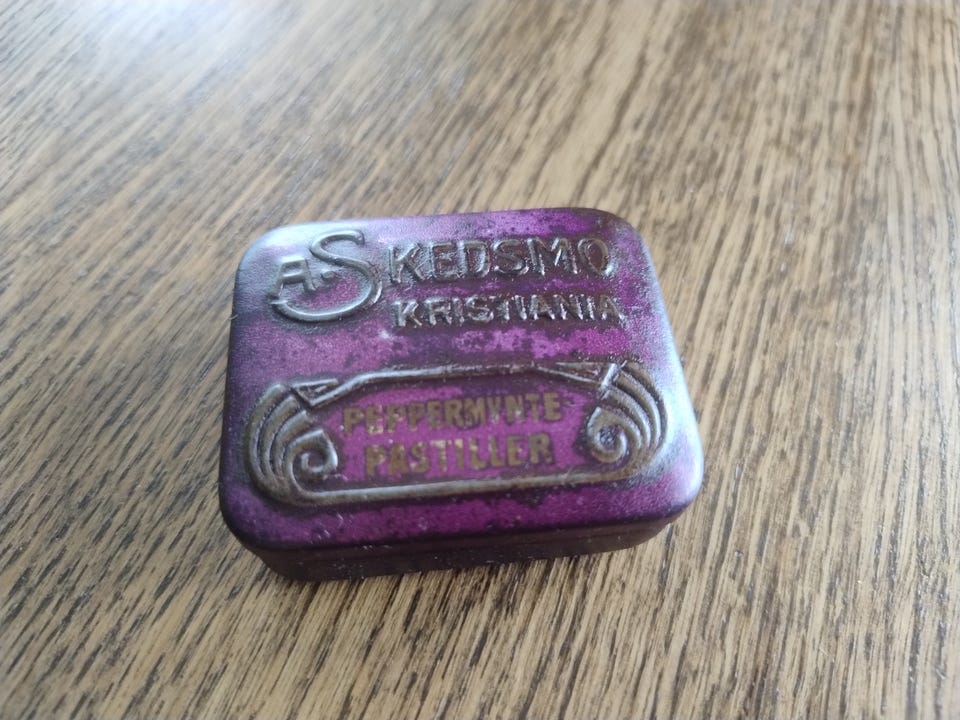 A. SKEDSMO
KRISTIANIA
PEPPERMYNTE
PASTILLER